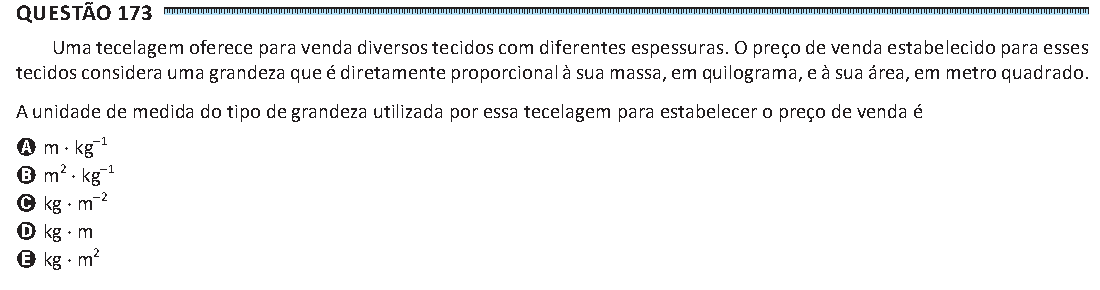 QUESTÃO 173
Uma tecelagem oferece para venda diversos tecidos com diferentes espessuras. O preço de venda estabelecido para esses
tecidos considera uma grandeza que é diretamente proporcional à sua massa, em quilograma, e à sua área, em metro quadrado.
A unidade de medida do tipo de grandeza utilizada por essa tecelagem para estabelecer o preço de venda é
A m · kg⁻¹
B m² · kg⁻¹
C kg · m⁻²
D kg · m
E kg · m²